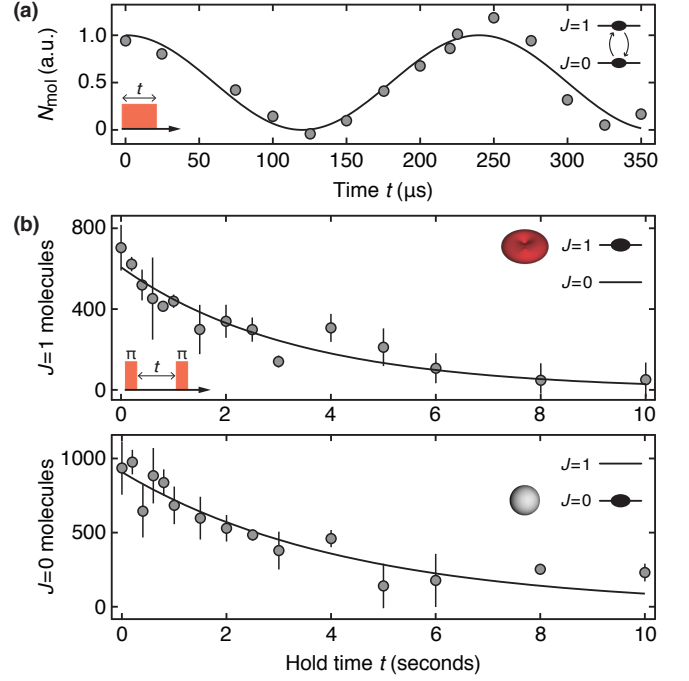 (a)
1.0
0.5
0
N_mol (a.u.)
t
J=1
J=0
0 50 100 150 200 250 300 350
Time t (μs)
(b)
800
400
0
J=1 molecules
π t π
J=1
J=0
0 2 4 6 8 10
1000
500
0
J=0 molecules
J=1
J=0
0 2 4 6 8 10
Hold time t (seconds)